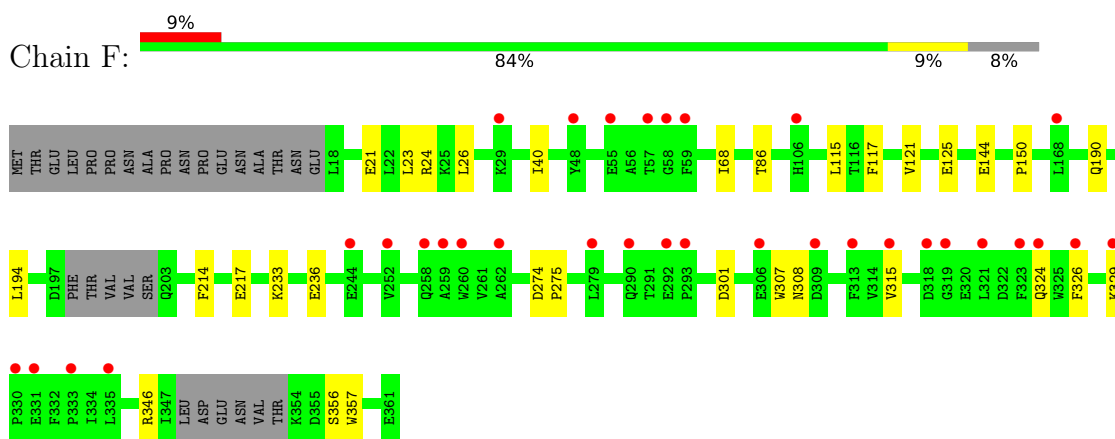 9%
Chain F:
84% 9% 8%
MET THR GLU LEU PRO PRO ASN ALA PRO ASN PRO GLU ASN ALA THR ASN GLU L18 E21 L22 L23 R24 K25 L26 K29 I40 Y48 E55 A56 T57 G58 F59 I68 T86 H106 L115 T116 F117 V121 E125 E144 P150 L168 Q190
L194 D197 PHE THR VAL VAL SER Q203 F214 E217 K233 E236 E244 V252 Q258 A259 W260 V261 A262 D274 P275 L279 Q290 T291 E292 P293 D301 E306 W307 N308 D309 F313 V314 V315 D318 G319 E320 L321 D322 F323 Q324 W325 F326 K329
P330 E331 F332 P333 I334 L335 R346 I347 LEU ASP GLU ASN VAL THR K354 D355 S356 W357 E361